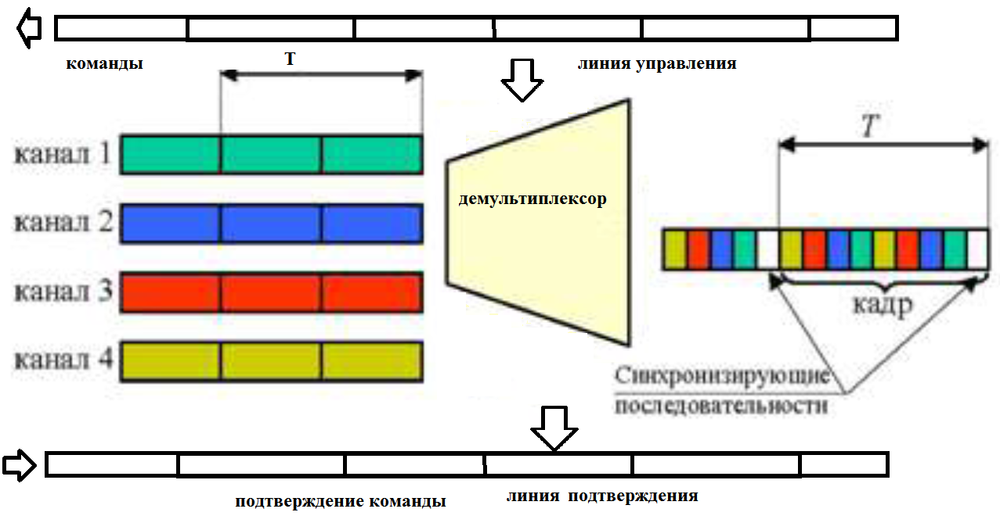 команды
T
линия управления
канал 1
T
демультиплексор
канал 2
канал 3
кадр
канал 4
Синхронизирующие
последовательности
подтверждение команды
линия подтверждения